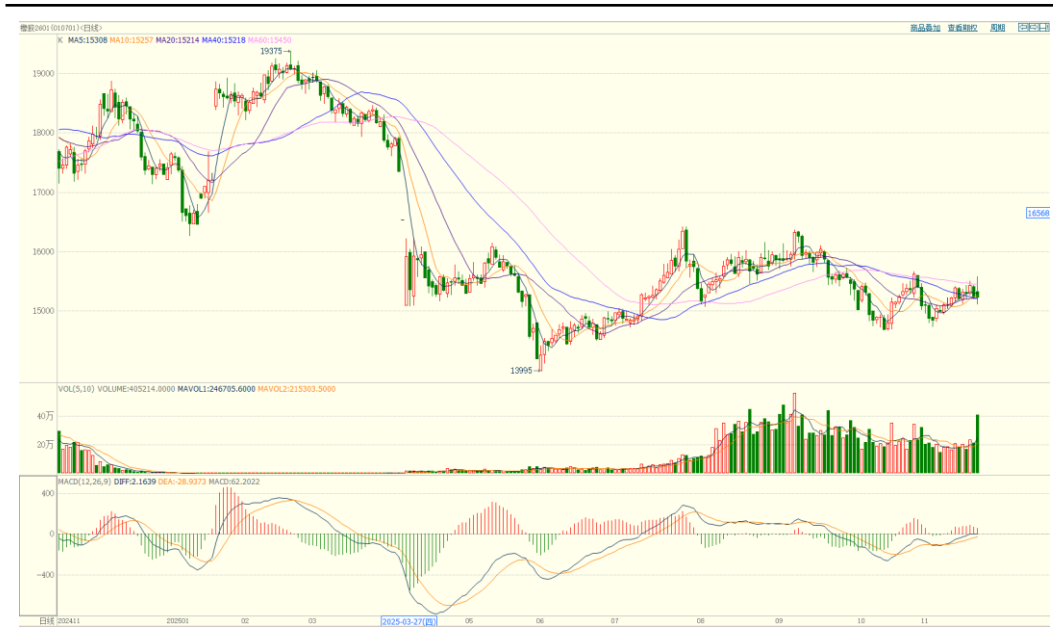 橡胶2601(010701)<日线>
商品叠加 查看期权 周期
K MA5:15308 MA10:15257 MA20:15214 MA40:15218 MA60:15450
19375
19000
18000
17000
16568
16000
15000
13995
VOL(5,10) VOLUME:405214.0000 MAVOL1:246705.6000 MAVOL2:215303.5000
40万
20万
MACD(12,26,9) DIFF:2.1639 DEA:-28.9373 MACD:62.2022
400
0
-400
日线 202411 202501 02 03 2025-03-27(四) 05 06 07 08 09 10 11